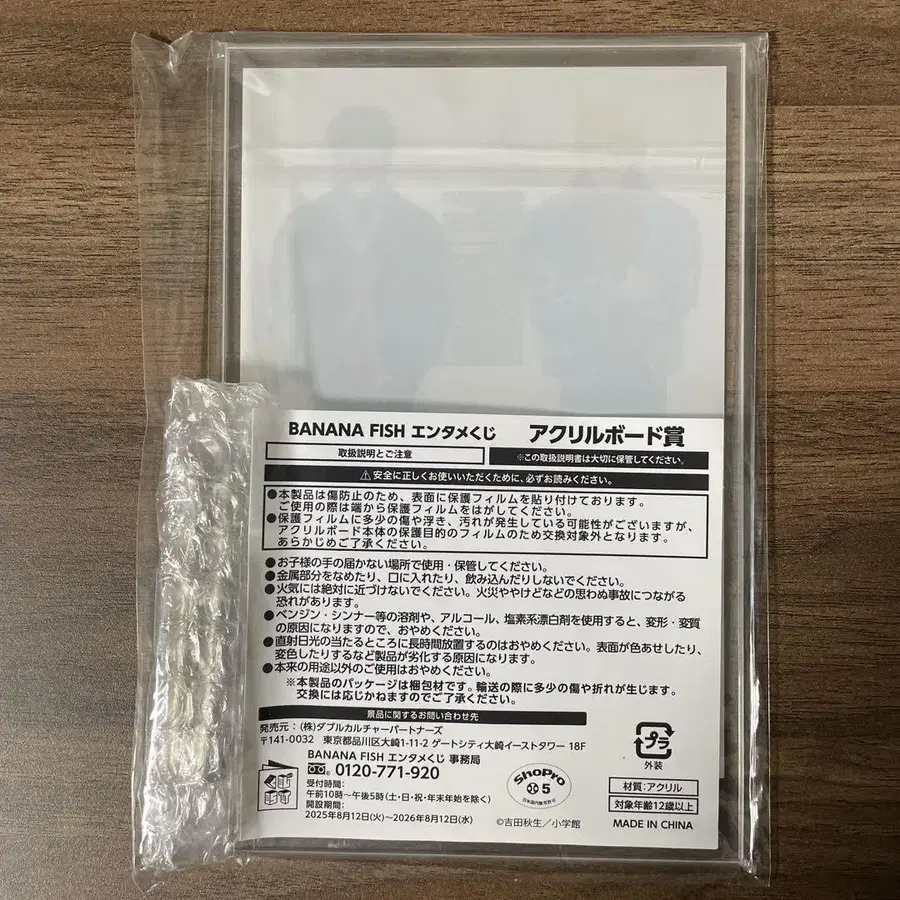 BANANA FISH エンタメくじ アクリルボード賞
取扱説明とご注意
※この取扱説明書は大切に保管してください。
⚠安全に正しくお使いいただくために、必ずお読みください。
●本製品は傷防止のため、表面に保護フィルムを貼り付けております。
ご使用の際は端から保護フィルムをはがしてください。
●保護フィルムに多少の傷や浮き、汚れが発生している可能性がございますが、
アクリルボード本体の保護目的のフィルムのため交換対象外となります。
あらかじめご了承ください。
●お子様の手の届かない場所で使用・保管してください。
●金属部分をなめたり、口に入れたり、飲み込んだりしないでください。
●火気には絶対に近づけないでください。火災ややけどなどの思わぬ事故につながる
恐れがあります。
●ベンジン・シンナー等の溶剤や、アルコール、塩素系漂白剤を使用すると、変形・変質
の原因になりますので、おやめください。
●直射日光の当たるところに長時間放置するのはおやめください。表面が色あせしたり、
変色したりするなど製品が劣化する原因になります。
●本来の用途以外のご使用はおやめください。
※本製品のパッケージは梱包材です。輸送の際に多少の傷や折れが生じます。
交換には応じかねますのでご了承ください。
景品に関するお問い合わせ先
発売元:(株)ダブルカルチャーパートナーズ
〒141-0032 東京都品川区大崎1-11-2 ゲートシティ大崎イーストタワー 18F
BANANA FISH エンタメくじ 事務局
0120-771-920
受付時間:
午前10時〜午後5時(土・日・祝・年末年始を除く)
開設期間:
2025年8月12日(火)〜2026年8月12日(水)
ShoPro
5
日本国内販売許可
©吉田秋生/小学館
プラ
外装
材質:アクリル
対象年齢12歳以上
MADE IN CHINA